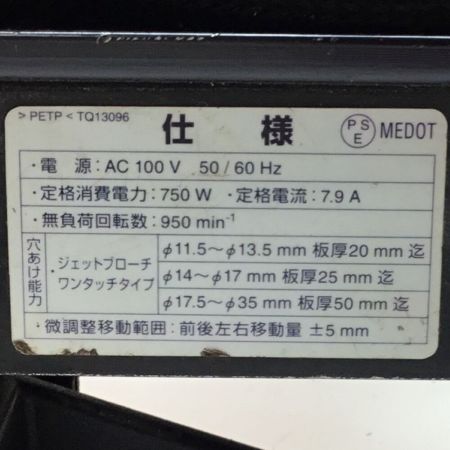 > PETP < TQ13096
仕様
PSE MEDOT
・電源:AC 100 V 50 / 60 Hz
・定格消費電力:750 W ・定格電流:7.9 A
・無負荷回転数:950 min⁻¹
穴あけ能力
・ジェットブローチ
ワンタッチタイプ
φ11.5~φ13.5 mm 板厚20 mm 迄
φ14~φ17 mm 板厚25 mm 迄
φ17.5~φ35 mm 板厚50 mm 迄
・微調整移動範囲:前後左右移動量 ±5 mm